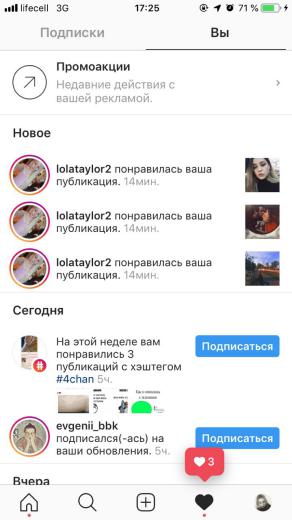 lifecell 3G 17:25 71 %
Подписки Вы
Промоакции
Недавние действия с
вашей рекламой.
Новое
lolataylor2 понравилась ваша
публикация. 14мин.
lolataylor2 понравилась ваша
публикация. 14мин.
lolataylor2 понравилась ваша
публикация. 14мин.
Сегодня
На этой неделе вам
понравились 3
публикаций с хэштегом
#4chan 5ч.
Подписаться
#
evgenii_bbk
подписался(-ась) на
ваши обновления. 5ч.
Подписаться
3
Вчера